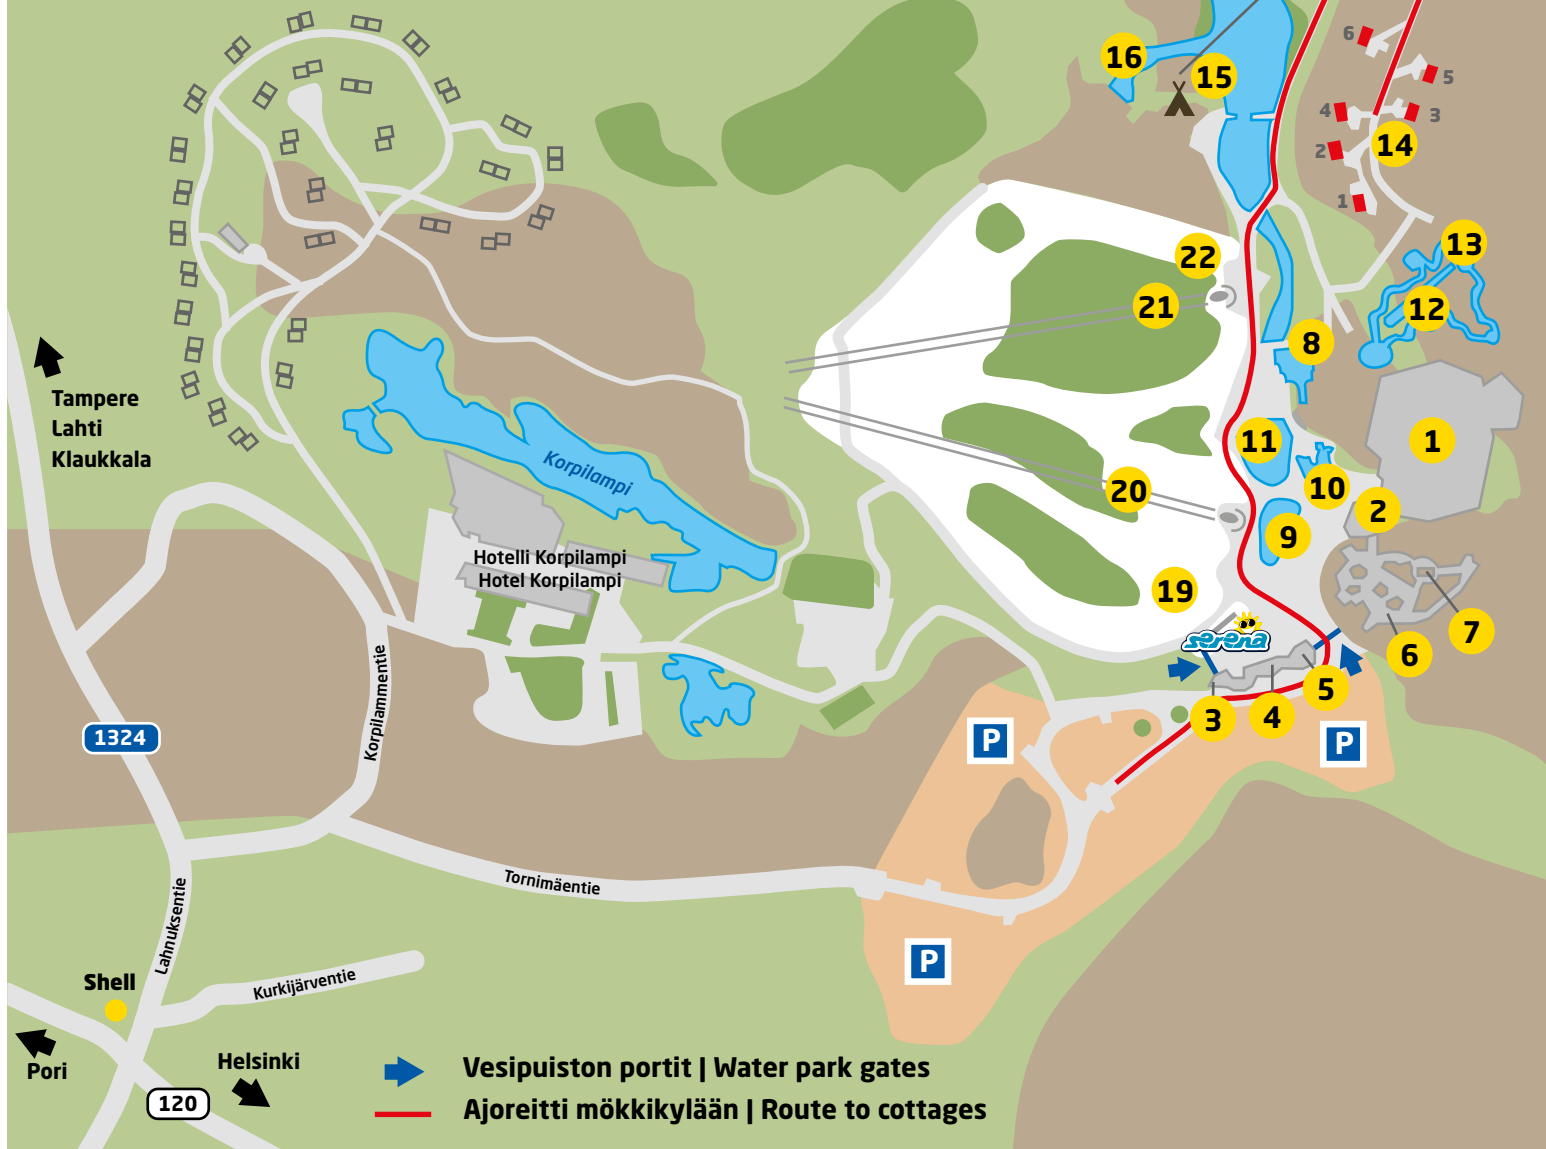 16
15
6
5
4
3
14
2
1
13
22
21
12
8
Tampere
Lahti
Klaukkala
11
1
Korpilampi
20
10
2
9
Hotelli Korpilampi
Hotel Korpilampi
19
serena
7
6
5
3
4
Korpilammentie
1324
P
P
Tornimäentie
Lahnuksentie
P
Shell
Kurkijärventie
Pori
Helsinki
120
Vesipuiston portit | Water park gates
Ajoreitti mökkikylään | Route to cottages